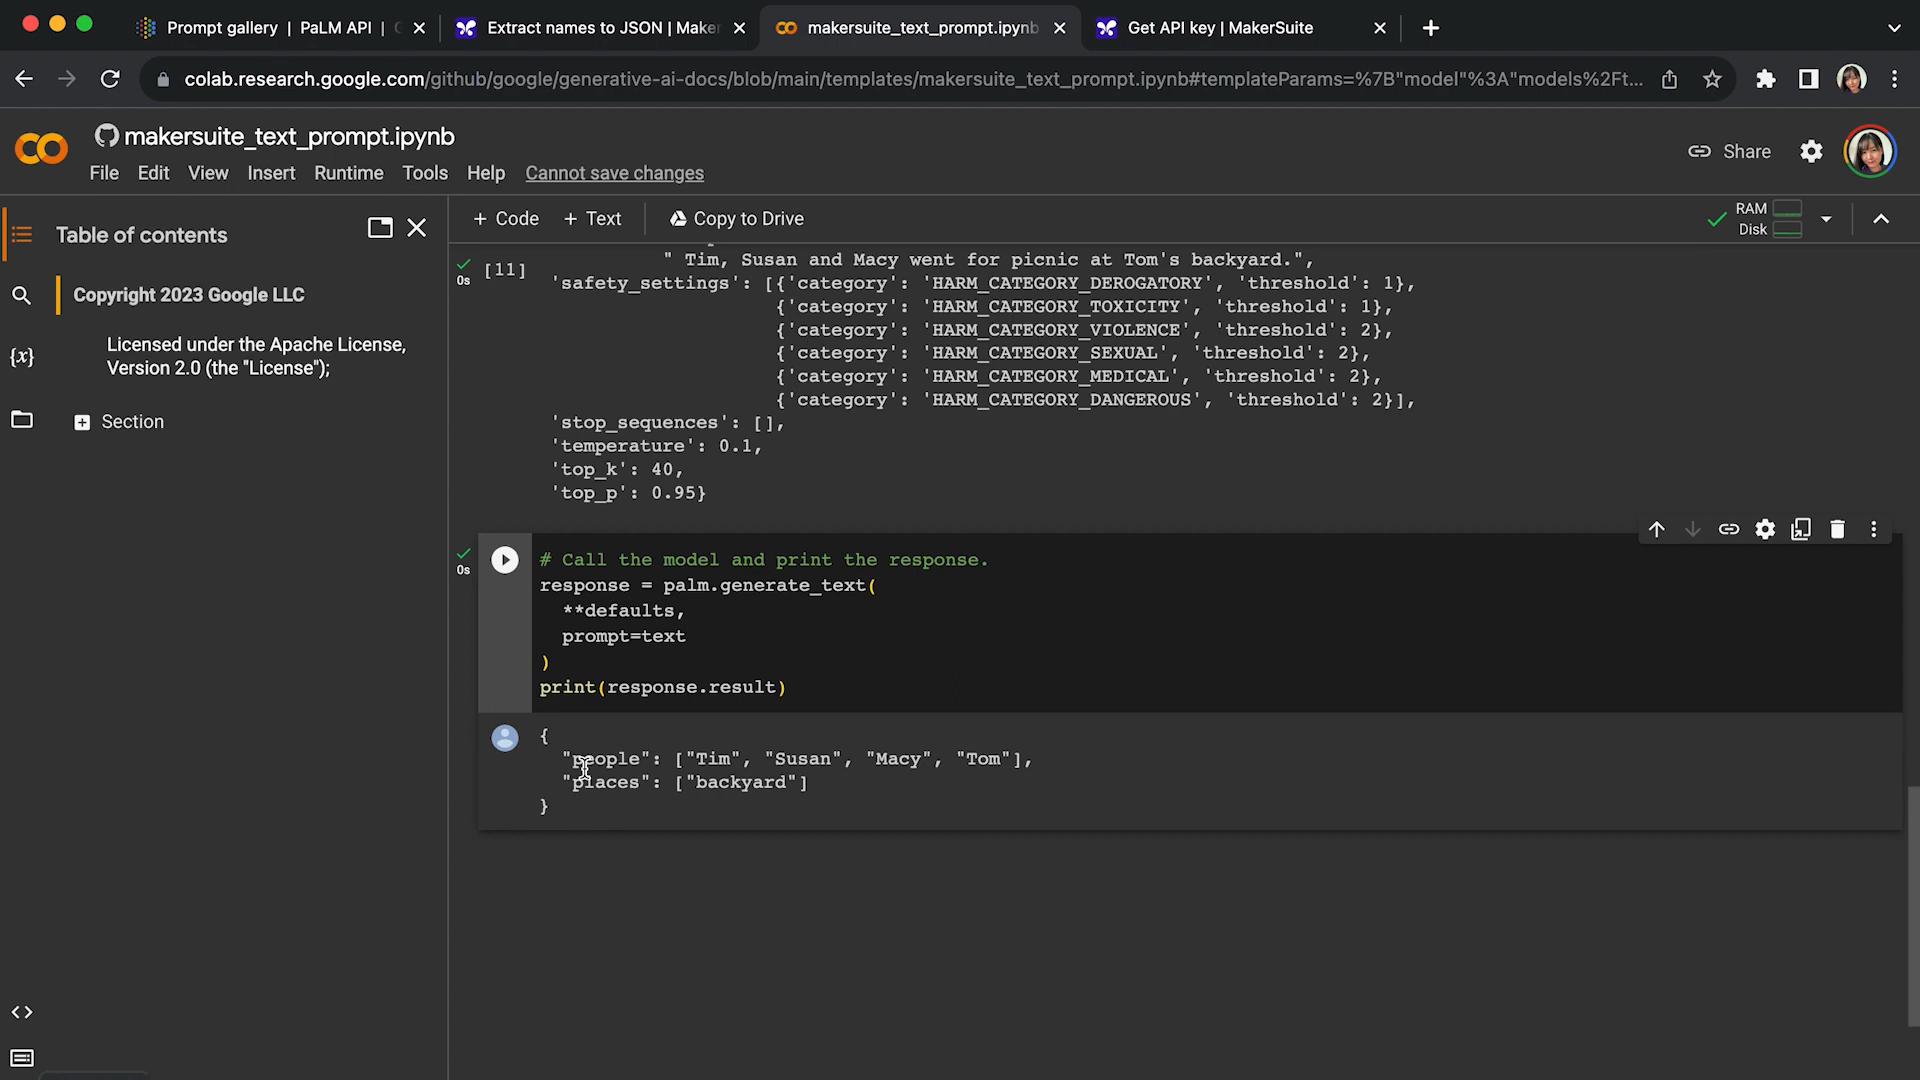 Prompt gallery | PaLM API |
Extract names to JSON | Maker
makersuite_text_prompt.ipynb
Get API key | MakerSuite
colab.research.google.com/github/google/generative-ai-docs/blob/main/templates/makersuite_text_prompt.ipynb#templateParams=%7B"model"%3A"models%2Ft...
makersuite_text_prompt.ipynb
File Edit View Insert Runtime Tools Help Cannot save changes
Share
Table of contents
Copyright 2023 Google LLC
Licensed under the Apache License,
Version 2.0 (the "License");
Section
+ Code + Text Copy to Drive
RAM
Disk
[11]
0s
" Tim, Susan and Macy went for picnic at Tom's backyard.",
'safety_settings': [{'category': 'HARM_CATEGORY_DEROGATORY', 'threshold': 1},
{'category': 'HARM_CATEGORY_TOXICITY', 'threshold': 1},
{'category': 'HARM_CATEGORY_VIOLENCE', 'threshold': 2},
{'category': 'HARM_CATEGORY_SEXUAL', 'threshold': 2},
{'category': 'HARM_CATEGORY_MEDICAL', 'threshold': 2},
{'category': 'HARM_CATEGORY_DANGEROUS', 'threshold': 2}],
'stop_sequences': [],
'temperature': 0.1,
'top_k': 40,
'top_p': 0.95}
0s
# Call the model and print the response.
response = palm.generate_text(
**defaults,
prompt=text
)
print(response.result)
{
"people": ["Tim", "Susan", "Macy", "Tom"],
"places": ["backyard"]
}